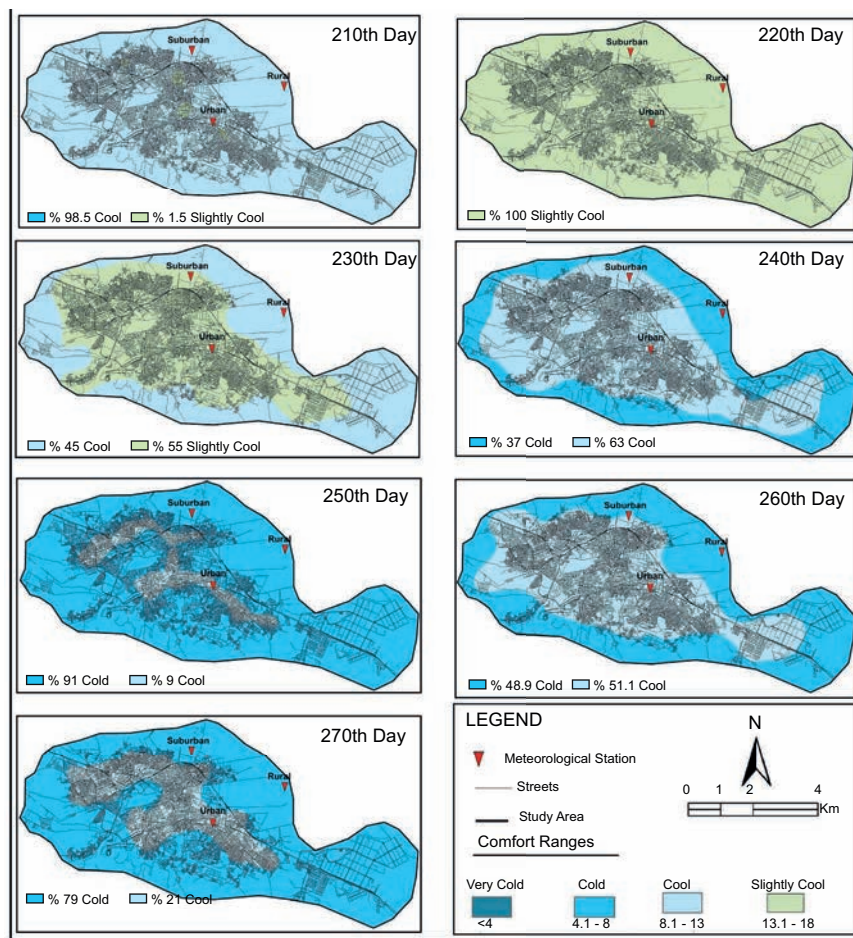 210th Day
Suburban
Rural
Urban
% 98.5 Cool % 1.5 Slightly Cool
220th Day
Suburban
Rural
Urban
% 100 Slightly Cool
230th Day
Suburban
Rural
Urban
% 45 Cool % 55 Slightly Cool
240th Day
Suburban
Rural
Urban
% 37 Cold % 63 Cool
250th Day
Suburban
Rural
Urban
% 91 Cold % 9 Cool
260th Day
Suburban
Rural
Urban
% 48.9 Cold % 51.1 Cool
270th Day
Suburban
Rural
Urban
% 79 Cold % 21 Cool
LEGEND
N
Meteorological Station
Streets
Study Area
0 1 2 4
Km
Comfort Ranges
Very Cold Cold Cool Slightly Cool
<4 4.1 - 8 8.1 - 13 13.1 - 18